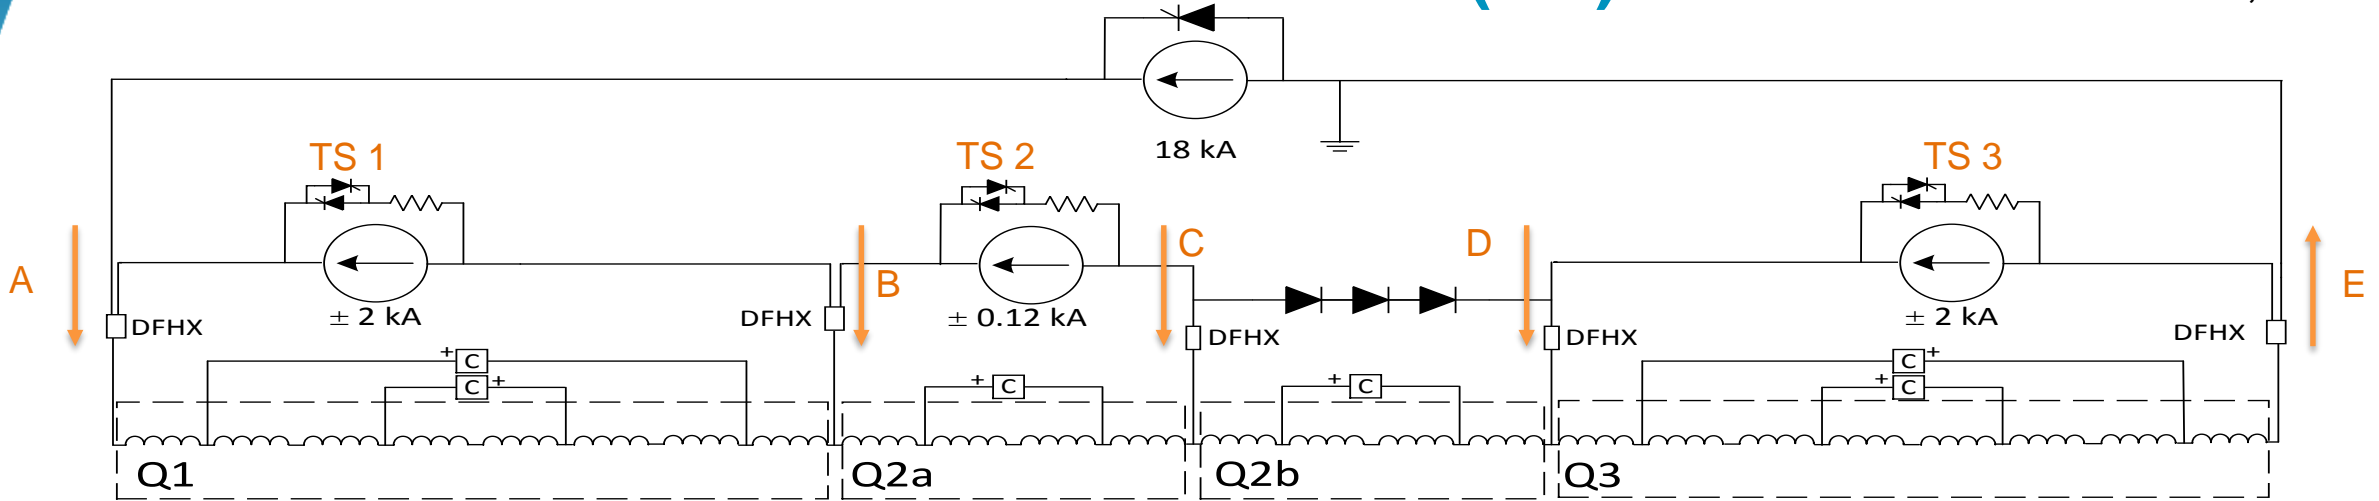 18 kA
TS 1
TS 2
TS 3
A
B
C
D
E
± 2 kA
± 0.12 kA
± 2 kA
DFHX
DFHX
DFHX
DFHX
DFHX
+ C
C +
+ C
+ C
C +
+ C
Q1
Q2a
Q2b
Q3